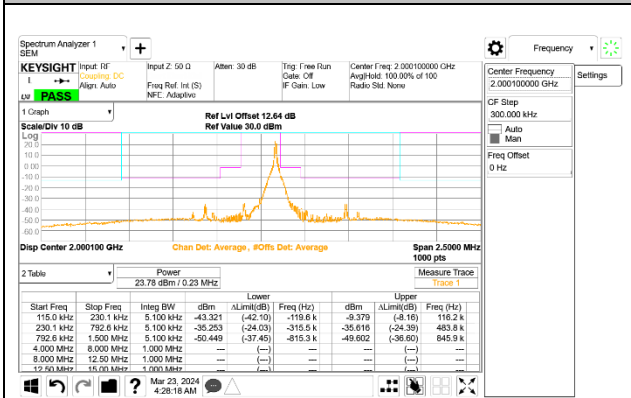 Spectrum Analyzer 1
SEM
Frequency
KEYSIGHT
Input: RF
Coupling: DC
Align: Auto
Input Z: 50 Ω
Freq Ref: Int (S)
NFE: Adaptive
Atten: 30 dB
Trig: Free Run
Gate: Off
IF Gain: Low
Center Freq: 2.000100000 GHz
Avg|Hold: 100.00% of 100
Radio Std: None
PASS
Center Frequency
2.000100000 GHz
Settings
CF Step
300.000 kHz
Auto
Man
Freq Offset
0 Hz
1 Graph
Scale/Div 10 dB
Ref Lvl Offset 12.64 dB
Ref Value 30.0 dBm
Log
20.0
10.0
0.00
-10.0
-20.0
-30.0
-40.0
-50.0
-60.0
Disp Center 2.000100 GHz
Chan Det: Average, #Offs Det: Average
Span 2.5000 MHz
1000 pts
2 Table
Power
23.78 dBm / 0.23 MHz
Measure Trace
Trace 1
Lower Upper
Start Freq Stop Freq Integ BW dBm ΔLimit(dB) Freq (Hz) dBm ΔLimit(dB) Freq (Hz)
115.0 kHz 230.1 kHz 5.100 kHz -43.321 (-42.10) -119.6 k -9.379 (-8.16) 116.2 k
230.1 kHz 792.6 kHz 5.100 kHz -35.253 (-24.03) -315.5 k -35.616 (-24.39) 483.8 k
792.6 kHz 1.500 MHz 5.100 kHz -50.449 (-37.45) -815.3 k -49.602 (-36.60) 845.9 k
4.000 MHz 8.000 MHz 1.000 MHz --- (---) --- --- (---) ---
8.000 MHz 12.50 MHz 1.000 MHz --- (---) --- --- (---) ---
12.50 MHz 15.00 MHz 1.000 MHz --- (---) --- --- (---) ---
Mar 23, 2024
4:28:18 AM